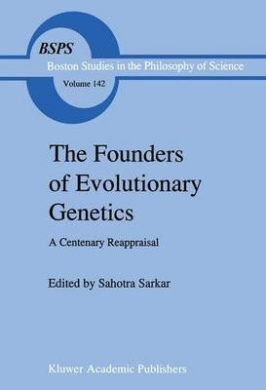 BSPS
Boston Studies in the Philosophy of Science
Volume 142
The Founders
of Evolutionary
Genetics
A Centenary Reappraisal
Edited by Sahotra Sarkar
Kluwer Academic Publishers